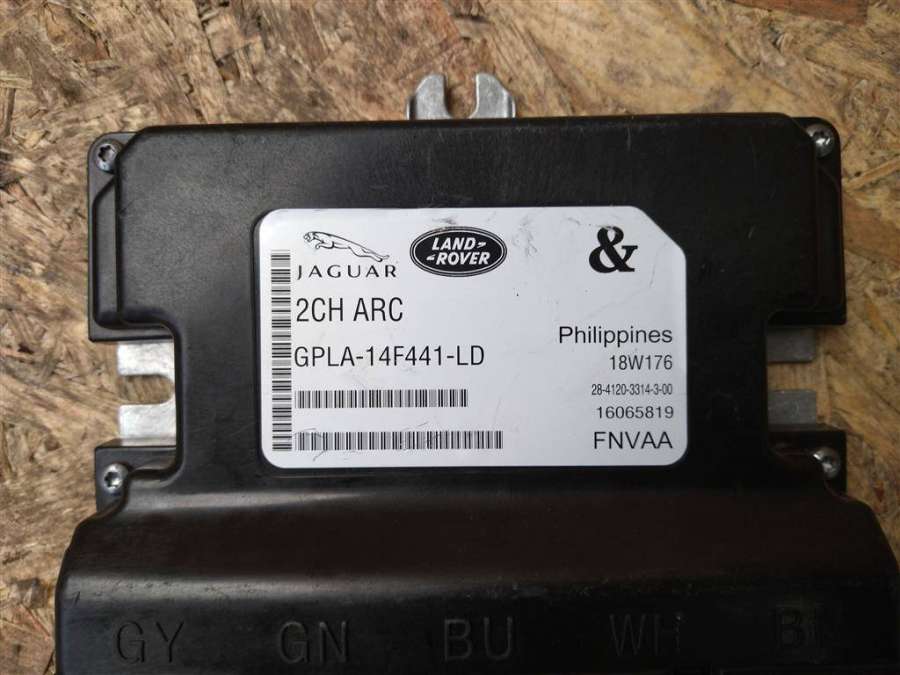 JAGUAR
LAND
ROVER
&
2CH ARC
GPLA-14F441-LD
Philippines
18W176
28-4120-3314-3-00
16065819
FNVAA
GY GN BU WH